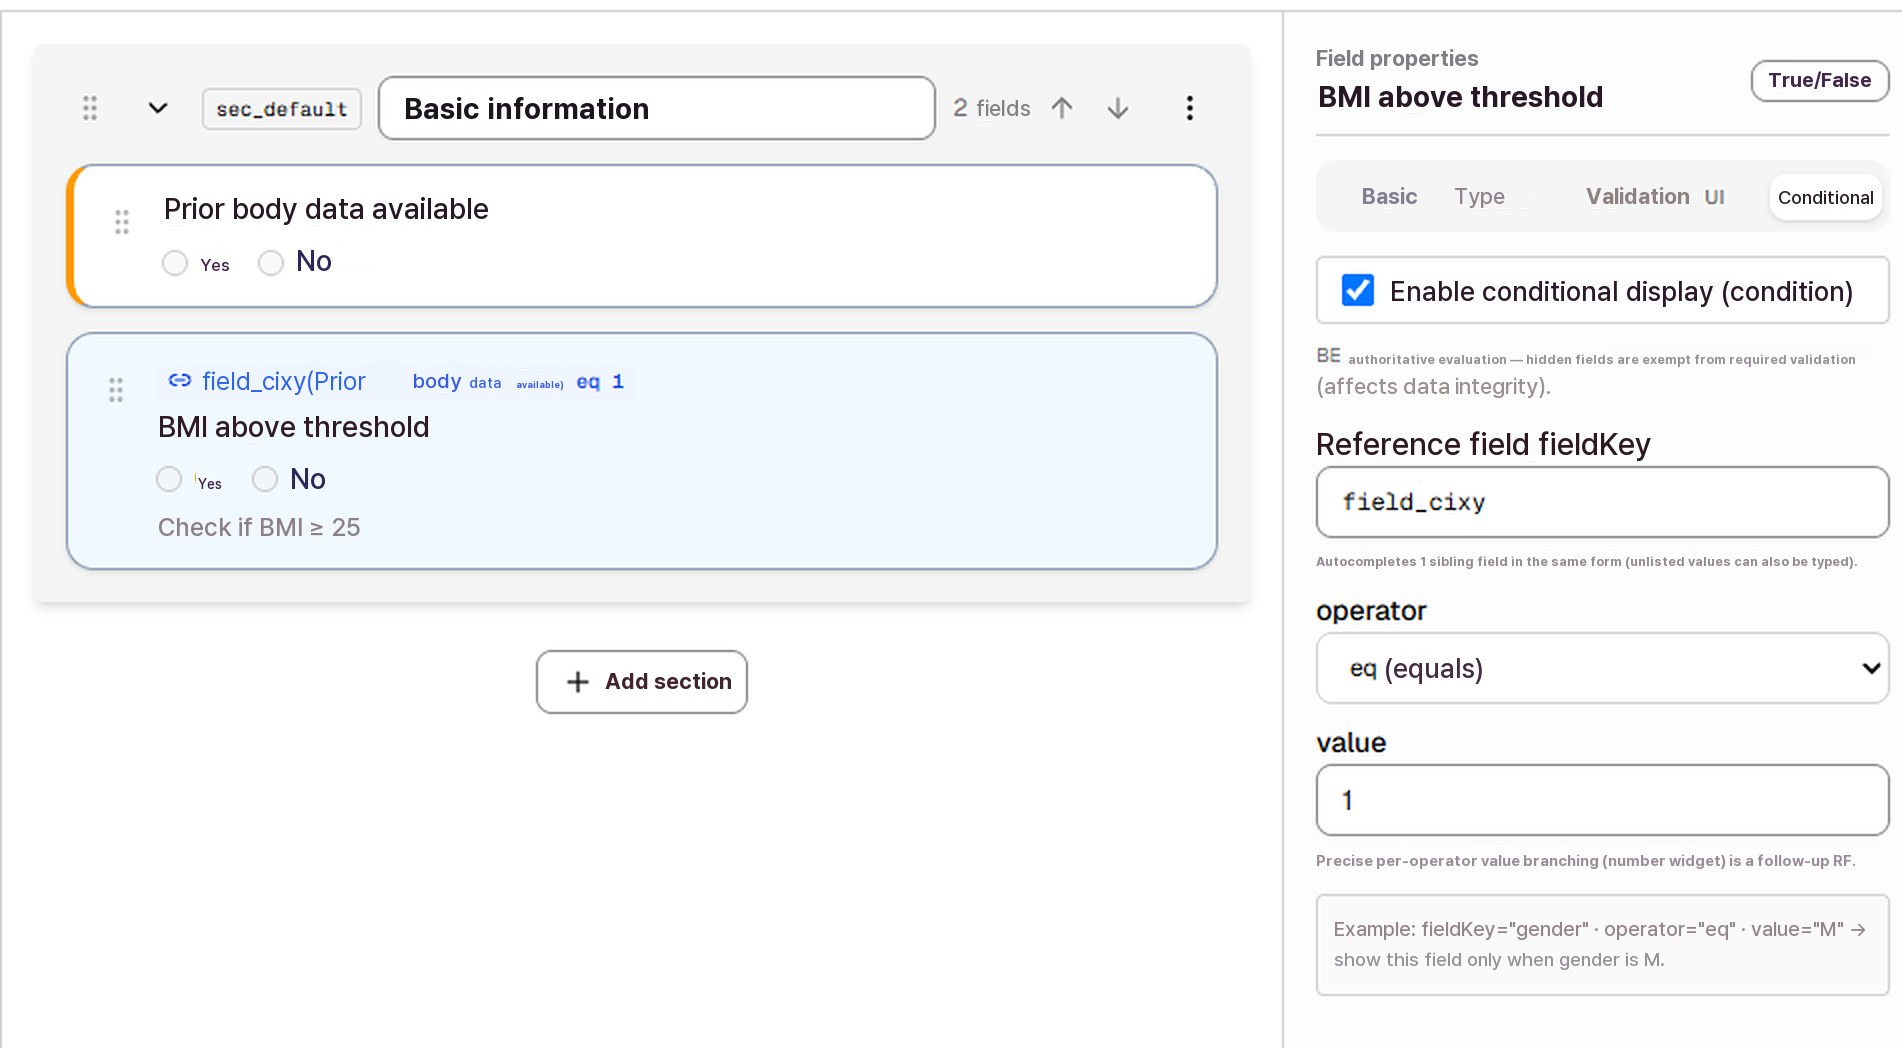 sec_default Basic information 2 fields
Prior body data available
Yes No
field_cixy(Prior body data available) eq 1
BMI above threshold
Yes No
Check if BMI ≥ 25
+ Add section
Field properties
BMI above threshold True/False
Basic Type Validation UI Conditional
Enable conditional display (condition)
BE authoritative evaluation — hidden fields are exempt from required validation
(affects data integrity).
Reference field fieldKey
field_cixy
Autocompletes 1 sibling field in the same form (unlisted values can also be typed).
operator
eq (equals)
value
1
Precise per-operator value branching (number widget) is a follow-up RF.
Example: fieldKey="gender" · operator="eq" · value="M" →
show this field only when gender is M.